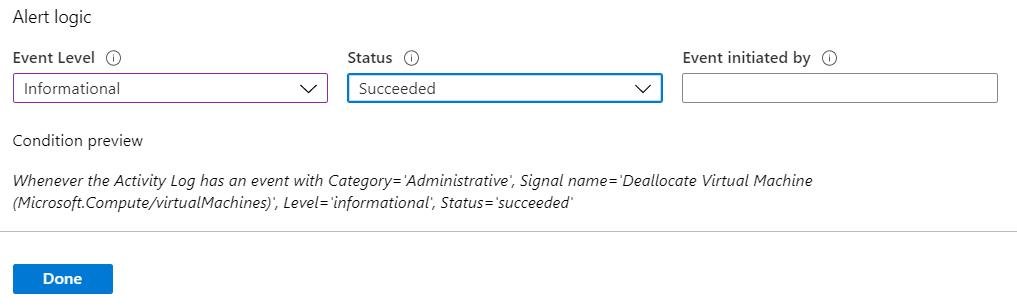 Alert logic
Event Level Status Event initiated by
Informational Succeeded
Condition preview
Whenever the Activity Log has an event with Category='Administrative', Signal name='Deallocate Virtual Machine
(Microsoft.Compute/virtualMachines)', Level='informational', Status='succeeded'
Done